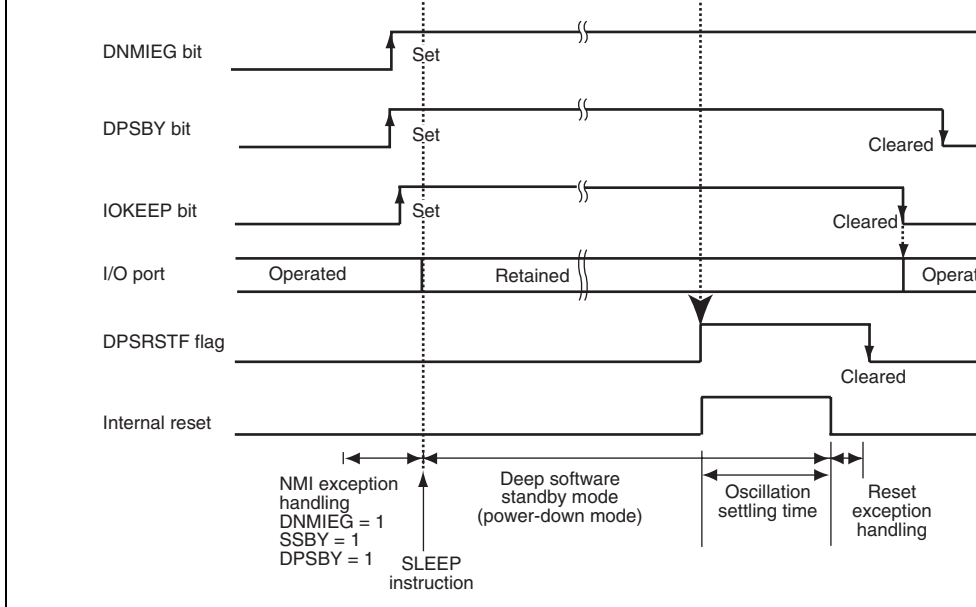 DNMIEG bit
Set
DPSBY bit
Set
Cleared
IOKEEP bit
Set
Cleared
I/O port
Operated
Retained
Operat
DPSRSTF flag
Cleared
Internal reset
NMI exception
handling
DNMIEG = 1
SSBY = 1
DPSBY = 1
SLEEP
instruction
Deep software
standby mode
(power-down mode)
Oscillation
settling time
Reset
exception
handling